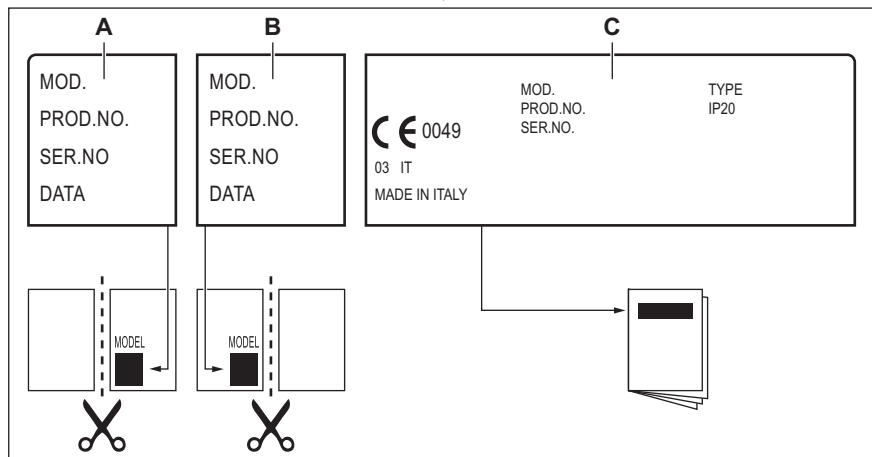 A
B
C
MOD.
PROD.NO.
SER.NO
DATA
MOD.
PROD.NO.
SER.NO
DATA
MOD.
PROD.NO.
SER.NO.
TYPE
IP20
CE 0049
03 IT
MADE IN ITALY
MODEL
MODEL